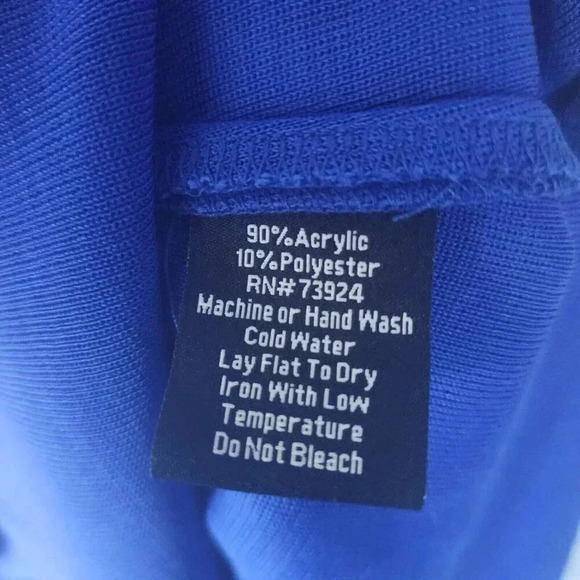 90%Acrylic
10%Polyester
RN#73924
Machine or Hand Wash
Cold Water
Lay Flat To Dry
Iron With Low
Temperature
Do Not Bleach